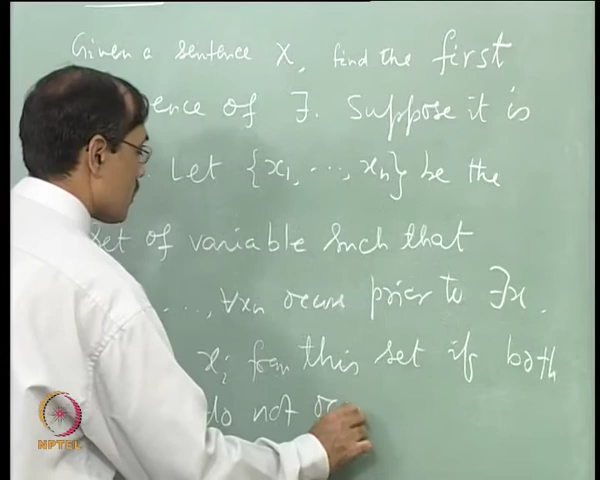 Given a sentence X, find the first
ence of ∃. Suppose it is
Let {x₁, ..., xₙ} be the
set of variable such that
..., ∀xₙ occurs prior to ∃x.
xᵢ from this set if both
do not oc
NPTEL